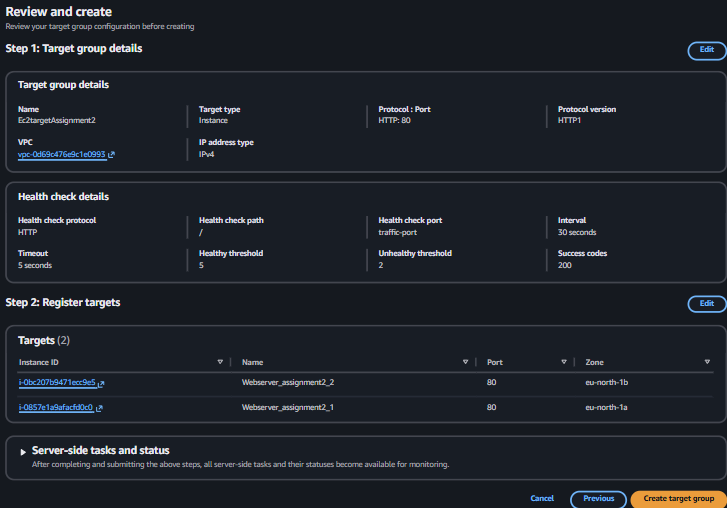 Review and create
Review your target group configuration before creating
Step 1: Target group details
Edit
Target group details
Name
Ec2targetAssignment2
Target type
Instance
Protocol : Port
HTTP: 80
Protocol version
HTTP1
VPC
vpc-0d69c476e9c1e0993
IP address type
IPv4
Health check details
Health check protocol
HTTP
Health check path
/
Health check port
traffic-port
Interval
30 seconds
Timeout
5 seconds
Healthy threshold
5
Unhealthy threshold
2
Success codes
200
Step 2: Register targets
Edit
Targets (2)
Instance ID Name Port Zone
i-0bc207b9471ecc9e5 Webserver_assignment2_2 80 eu-north-1b
i-0857e1a9afacfd0c0 Webserver_assignment2_1 80 eu-north-1a
Server-side tasks and status
After completing and submitting the above steps, all server-side tasks and their statuses become available for monitoring.
Cancel Previous Create target group